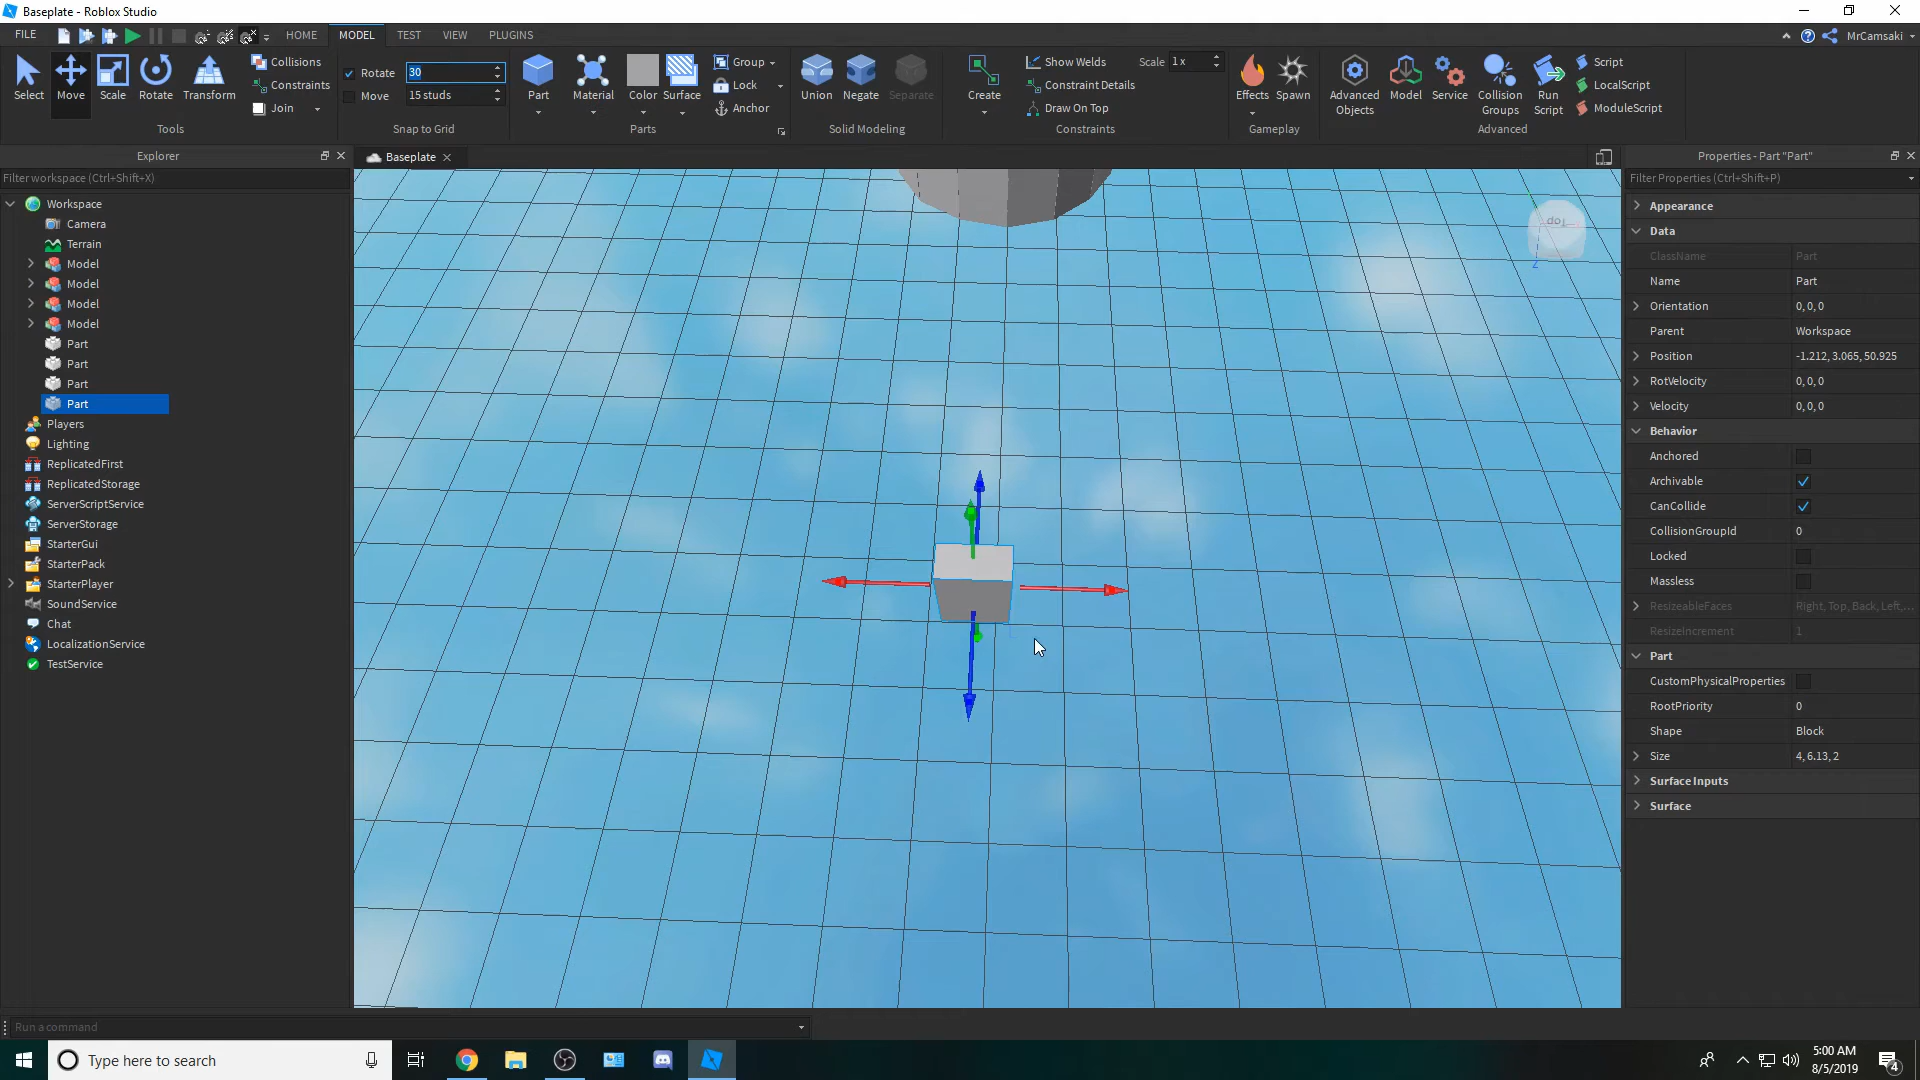 Baseplate - Roblox Studio
FILE
HOME
MODEL
TEST
VIEW
PLUGINS
MrCamsaki
Select
Move
Scale
Rotate
Transform
Collisions
Constraints
Join
Tools
Rotate
30
Move
15 studs
Snap to Grid
Part
Material
Color
Surface
Group
Lock
Anchor
Parts
Union
Negate
Separate
Solid Modeling
Create
Show Welds
Scale
1 x
Constraint Details
Draw On Top
Constraints
Effects
Spawn
Gameplay
Advanced
Objects
Model
Service
Collision
Groups
Run
Script
Script
LocalScript
ModuleScript
Advanced
Explorer
Filter workspace (Ctrl+Shift+X)
Workspace
Camera
Terrain
Model
Model
Model
Model
Part
Part
Part
Part
Players
Lighting
ReplicatedFirst
ReplicatedStorage
ServerScriptService
ServerStorage
StarterGui
StarterPack
StarterPlayer
SoundService
Chat
LocalizationService
TestService
Baseplate
Top
Z
Properties - Part "Part"
Filter Properties (Ctrl+Shift+P)
Appearance
Data
ClassName Part
Name Part
Orientation 0, 0, 0
Parent Workspace
Position -1.212, 3.065, 50.925
RotVelocity 0, 0, 0
Velocity 0, 0, 0
Behavior
Anchored
Archivable
CanCollide
CollisionGroupId 0
Locked
Massless
ResizeableFaces Right, Top, Back, Left,...
ResizeIncrement 1
Part
CustomPhysicalProperties
RootPriority 0
Shape Block
Size 4, 6.13, 2
Surface Inputs
Surface
Run a command
Type here to search
5:00 AM
8/5/2019
4